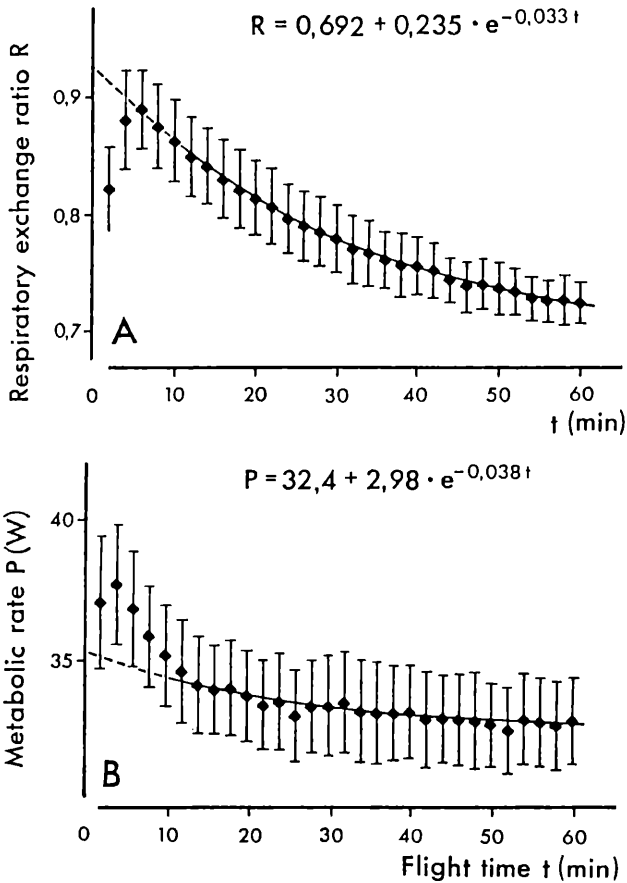 R = 0,692 + 0,235 · e^-0,033 t
Respiratory exchange ratio R
0,9
0,8
0,7
A
0 10 20 30 40 50 60
t (min)
P = 32,4 + 2,98 · e^-0,038 t
Metabolic rate P (W)
40
35
B
0 10 20 30 40 50 60
Flight time t (min)